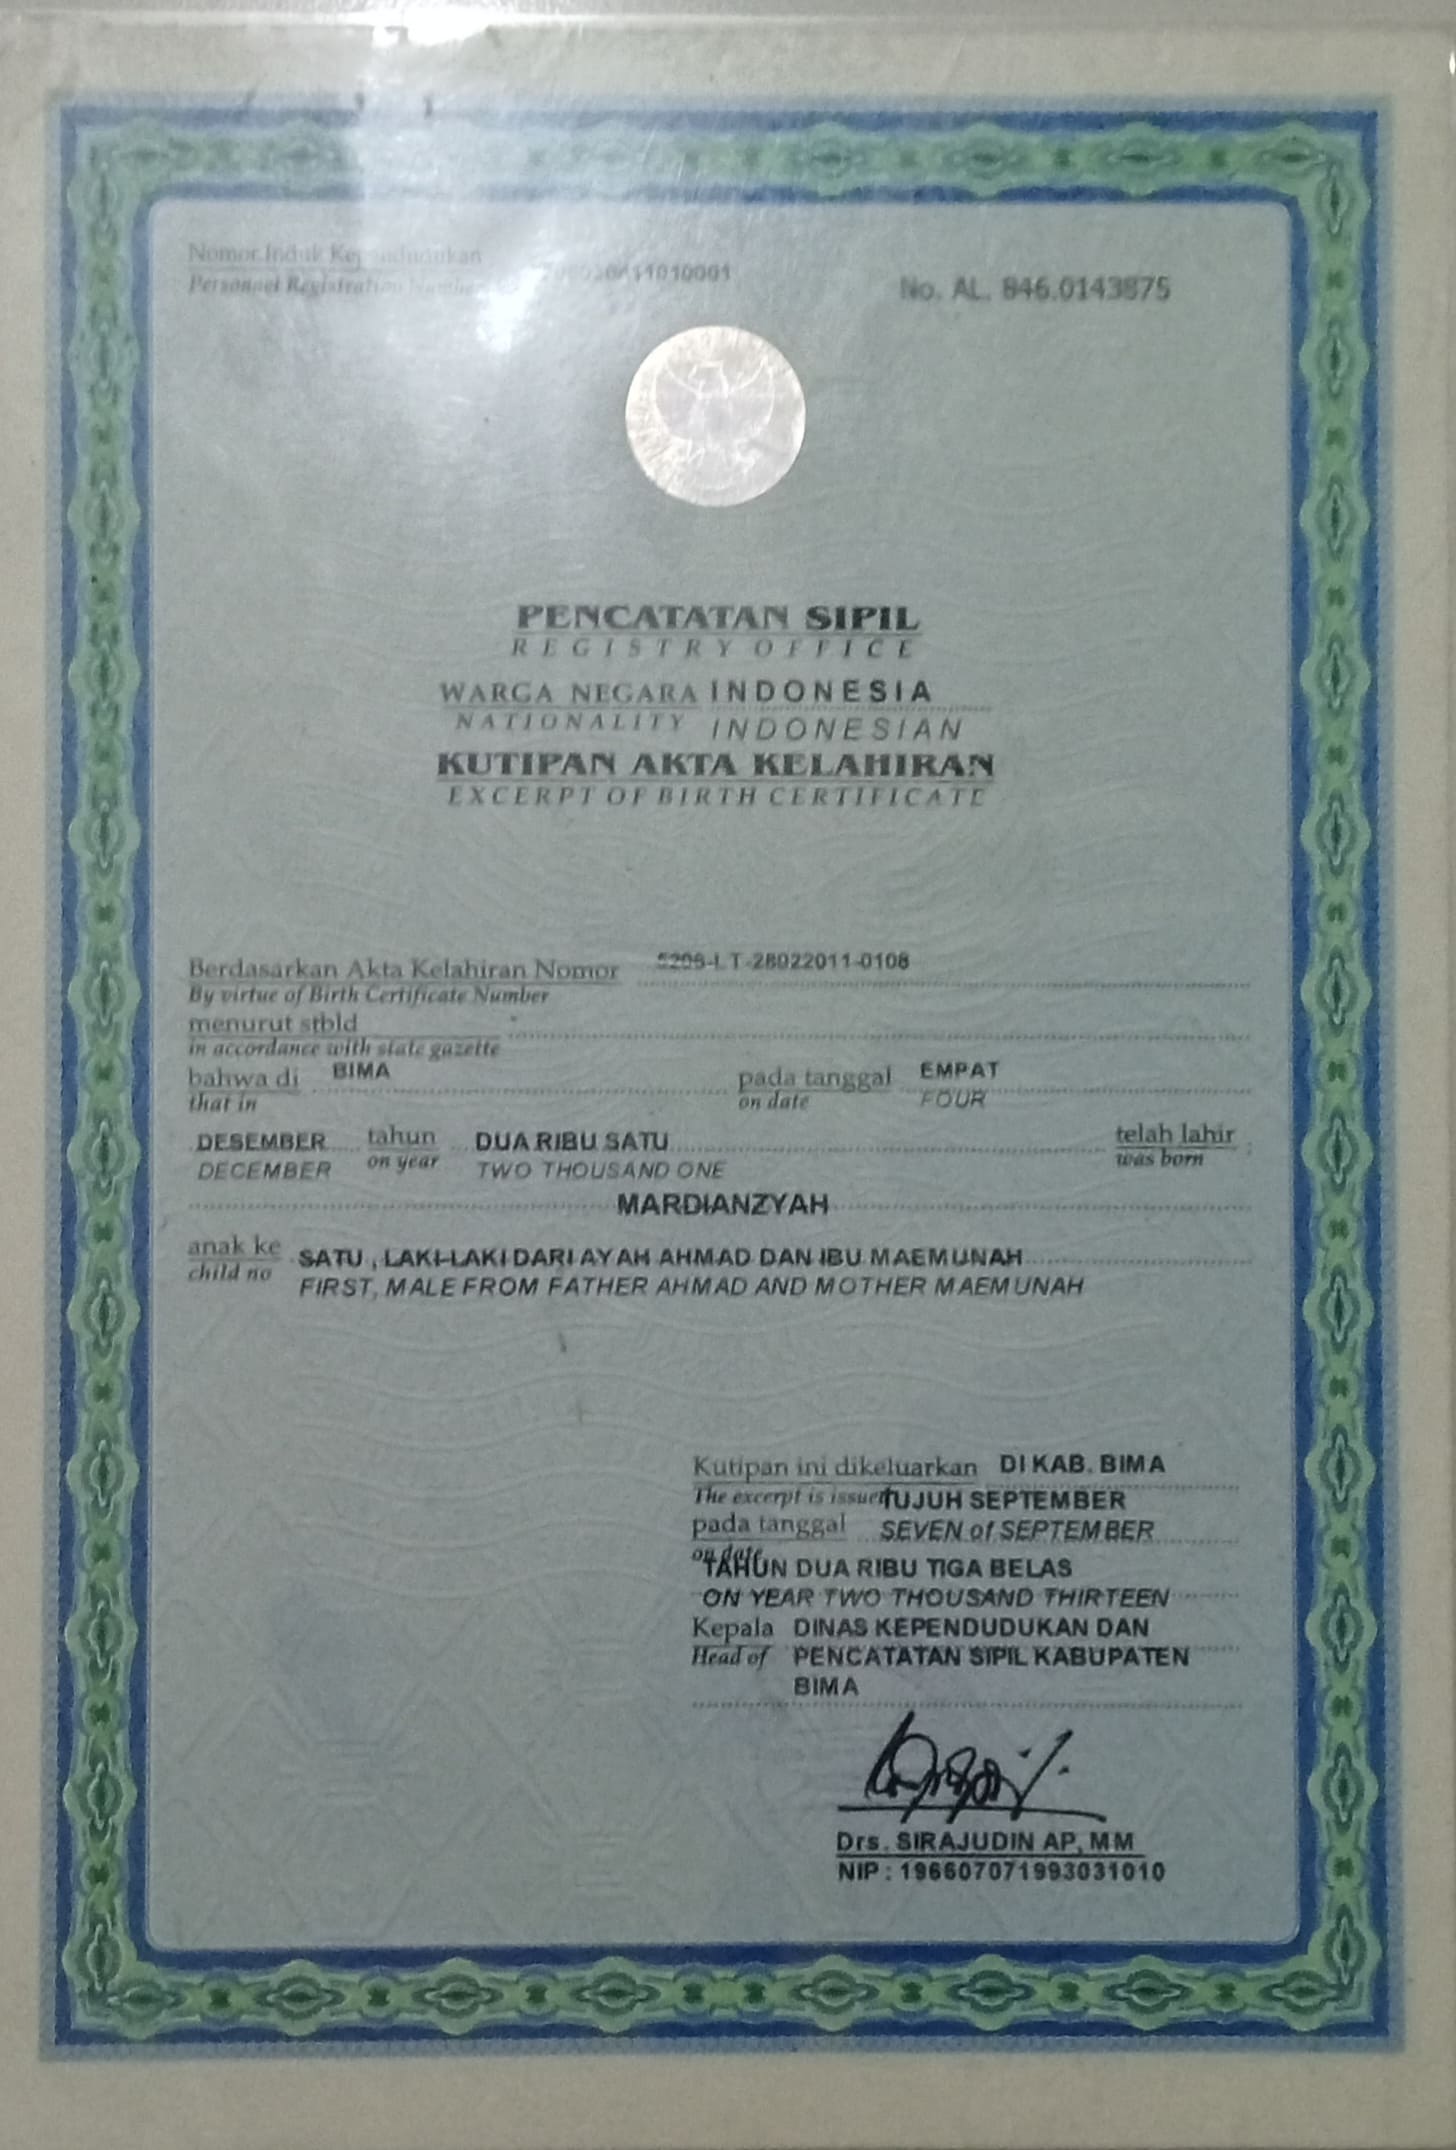 Nomor Induk Kependudukan
Personnel Registration Number
No. AL. 846.0143875
PENCATATAN SIPIL
REGISTRY OFFICE
WARGA NEGARA INDONESIA
NATIONALITY INDONESIAN
KUTIPAN AKTA KELAHIRAN
EXCERPT OF BIRTH CERTIFICATE
Berdasarkan Akta Kelahiran Nomor 5206-LT-28022011-0108
By virtue of Birth Certificate Number
menurut stbld -
in accordance with state gazette
bahwa di BIMA pada tanggal EMPAT
that in on date FOUR
DESEMBER tahun DUA RIBU SATU telah lahir
DECEMBER on year TWO THOUSAND ONE was born
MARDIANZYAH
anak ke SATU , LAKI-LAKI DARI AYAH AHMAD DAN IBU MAEMUNAH
child no FIRST, MALE FROM FATHER AHMAD AND MOTHER MAEMUNAH
Kutipan ini dikeluarkan DI KAB. BIMA
The excerpt is issued TUJUH SEPTEMBER
pada tanggal SEVEN of SEPTEMBER
on date TAHUN DUA RIBU TIGA BELAS
ON YEAR TWO THOUSAND THIRTEEN
Kepala DINAS KEPENDUDUKAN DAN
Head of PENCATATAN SIPIL KABUPATEN
BIMA
Drs. SIRAJUDIN AP, MM
NIP : 196607071993031010